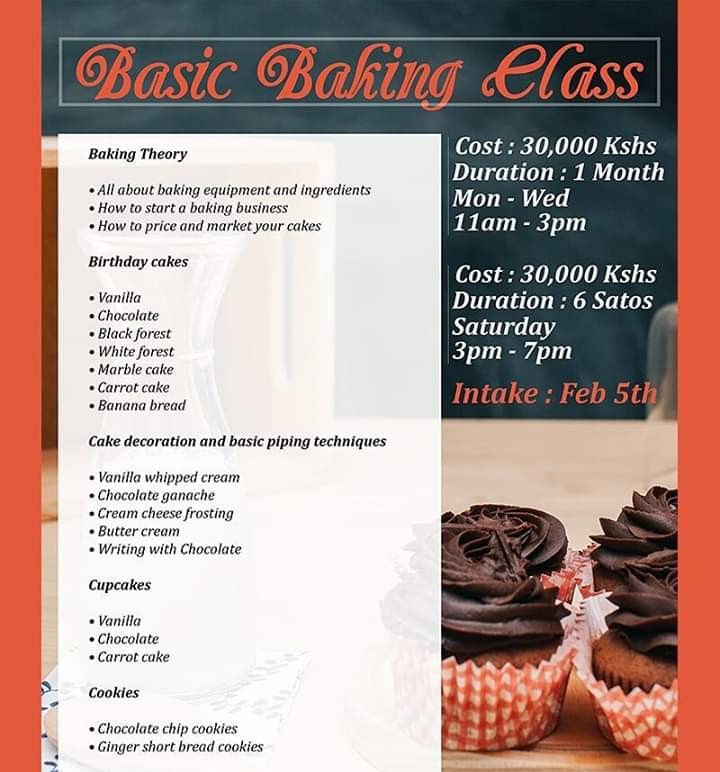 Basic Baking Class
Baking Theory
• All about baking equipment and ingredients
• How to start a baking business
• How to price and market your cakes
Birthday cakes
• Vanilla
• Chocolate
• Black forest
• White forest
• Marble cake
• Carrot cake
• Banana bread
Cake decoration and basic piping techniques
• Vanilla whipped cream
• Chocolate ganache
• Cream cheese frosting
• Butter cream
• Writing with Chocolate
Cupcakes
• Vanilla
• Chocolate
• Carrot cake
Cookies
• Chocolate chip cookies
• Ginger short bread cookies
Cost : 30,000 Kshs
Duration : 1 Month
Mon - Wed
11am - 3pm
Cost : 30,000 Kshs
Duration : 6 Satos
Saturday
3pm - 7pm
Intake : Feb 5th